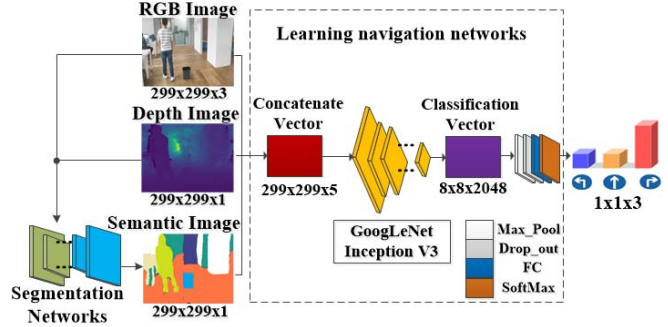 RGB Image
299x299x3
Depth Image
299x299x1
Semantic Image
299x299x1
Segmentation
Networks
Learning navigation networks
Concatenate
Vector
299x299x5
GoogLeNet
Inception V3
Classification
Vector
8x8x2048
Max_Pool
Drop_out
FC
SoftMax
1x1x3